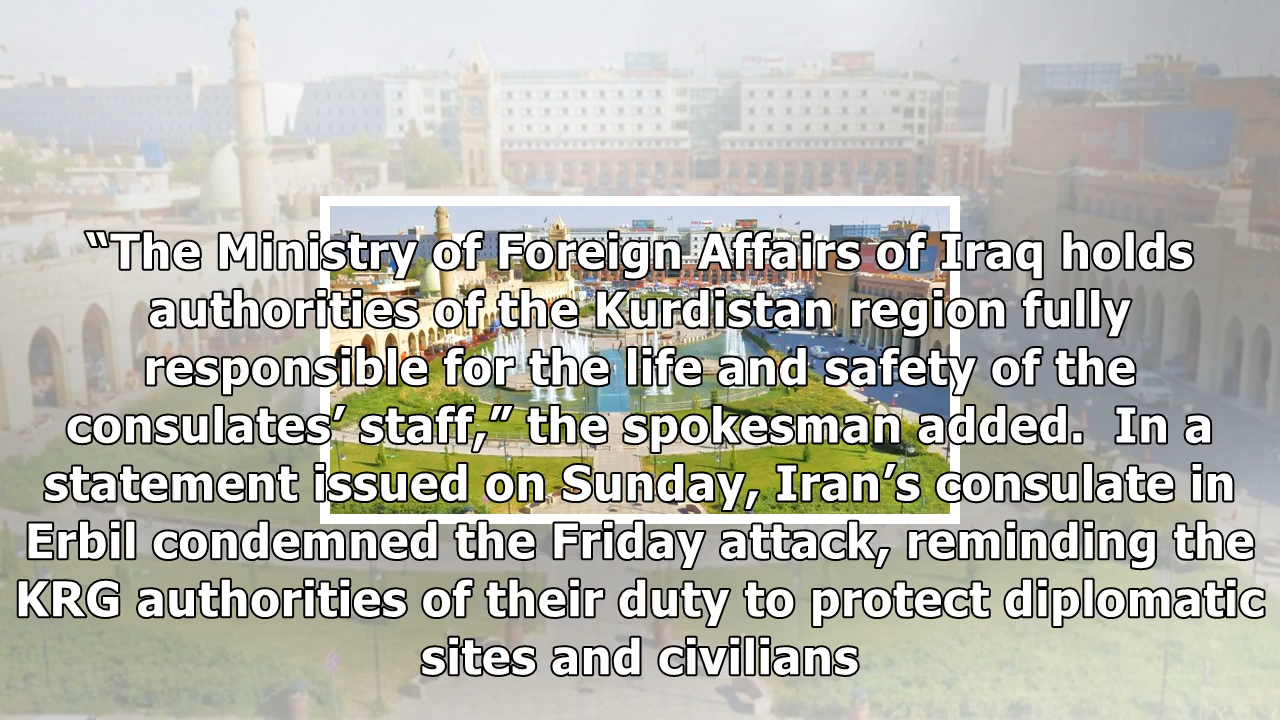 “The Ministry of Foreign Affairs of Iraq holds
authorities of the Kurdistan region fully
responsible for the life and safety of the
consulates’ staff,” the spokesman added.  In a
statement issued on Sunday, Iran’s consulate in
Erbil condemned the Friday attack, reminding the
KRG authorities of their duty to protect diplomatic
sites and civilians